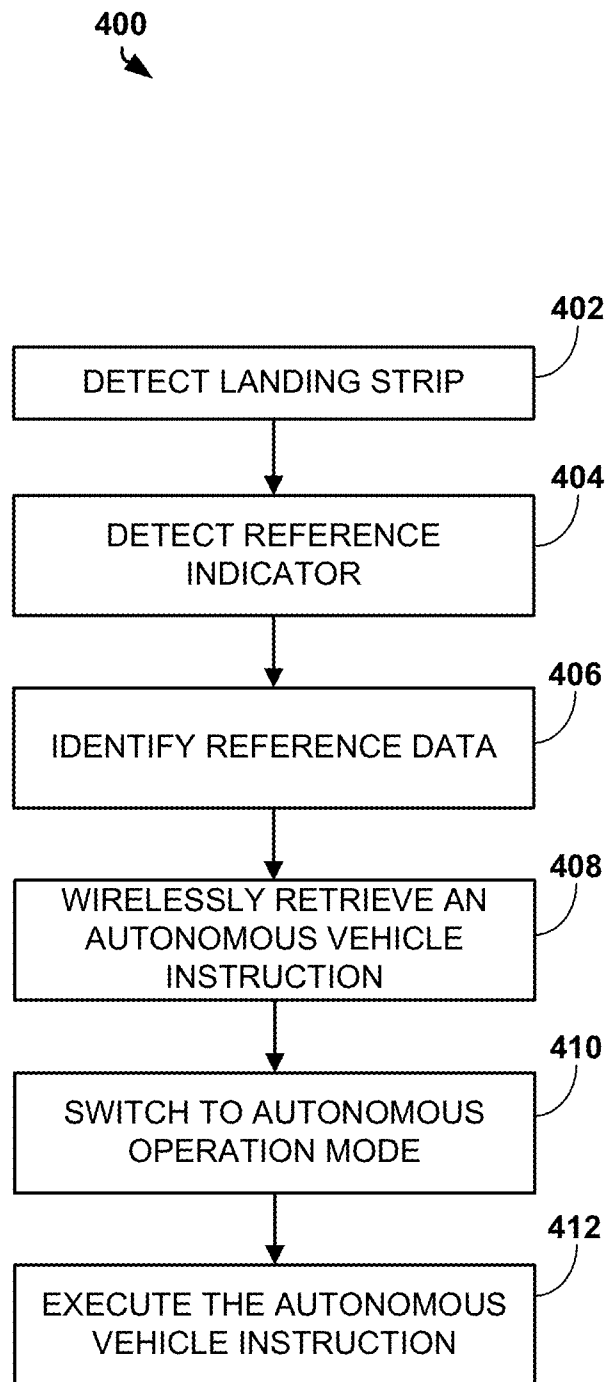 400
402
DETECT LANDING STRIP
404
DETECT REFERENCE
INDICATOR
406
IDENTIFY REFERENCE DATA
408
WIRELESSLY RETRIEVE AN
AUTONOMOUS VEHICLE
INSTRUCTION
410
SWITCH TO AUTONOMOUS
OPERATION MODE
412
EXECUTE THE AUTONOMOUS
VEHICLE INSTRUCTION